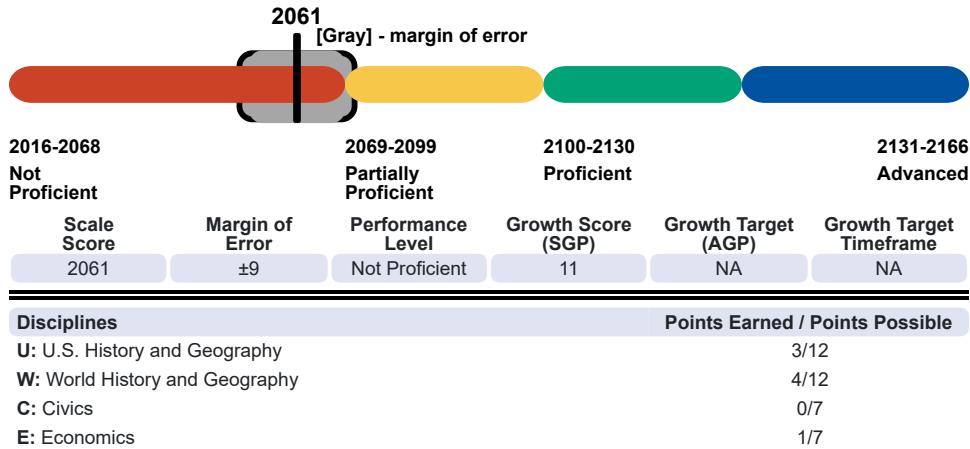 2061
[Gray] - margin of error
2016-2068 2069-2099 2100-2130 2131-2166
Not Partially Proficient Advanced
Proficient Proficient
Scale Margin of Performance Growth Score Growth Target Growth Target
Score Error Level (SGP) (AGP) Timeframe
2061 ±9 Not Proficient 11 NA NA
Disciplines Points Earned / Points Possible
U: U.S. History and Geography 3/12
W: World History and Geography 4/12
C: Civics 0/7
E: Economics 1/7